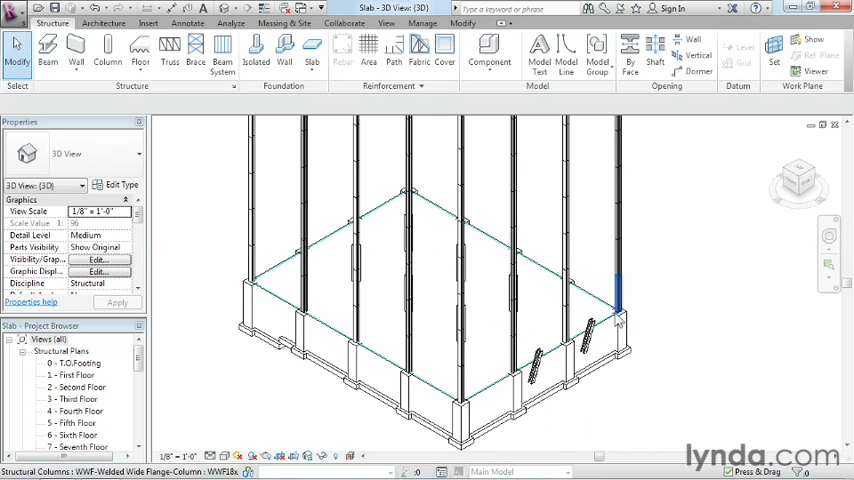 Slab - 3D View: {3D}
Type a keyword or phrase
Sign In
Structure Architecture Insert Annotate Analyze Massing & Site Collaborate View Manage Modify
Modify Beam Wall Column Floor Truss Brace Beam System Isolated Wall Slab Rebar Area Path Fabric Cover Component Model Text Model Line Model Group By Face Shaft Wall Vertical Dormer Level Grid Set Show Ref Plane Viewer
Select Structure Foundation Reinforcement Model Opening Datum Work Plane
Properties
3D View
3D View: {3D} Edit Type
Graphics
View Scale 1/8" = 1'-0"
Scale Value 1: 96
Detail Level Medium
Parts Visibility Show Original
Visibility/Grap... Edit...
Graphic Displ... Edit...
Discipline Structural
Properties help Apply
Slab - Project Browser
Views (all)
Structural Plans
0 - T.O.Footing
1 - First Floor
2 - Second Floor
3 - Third Floor
4 - Fourth Floor
5 - Fifth Floor
6 - Sixth Floor
7 - Seventh Floor
1/8" = 1'-0"
Structural Columns : WWF-Welded Wide Flange-Column : WWF18x
:0
Main Model
Press & Drag
:0
lynda.com